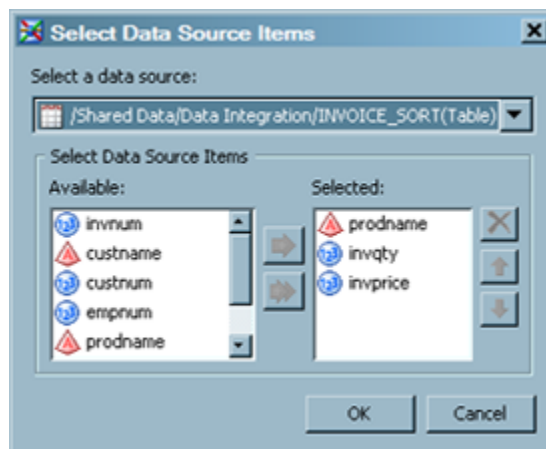 Select Data Source Items
Select a data source:
/Shared Data/Data Integration/INVOICE_SORT(Table)
Select Data Source Items
Available:
Selected:
invnum
custname
custnum
empnum
prodname
prodname
invqty
invprice
OK
Cancel